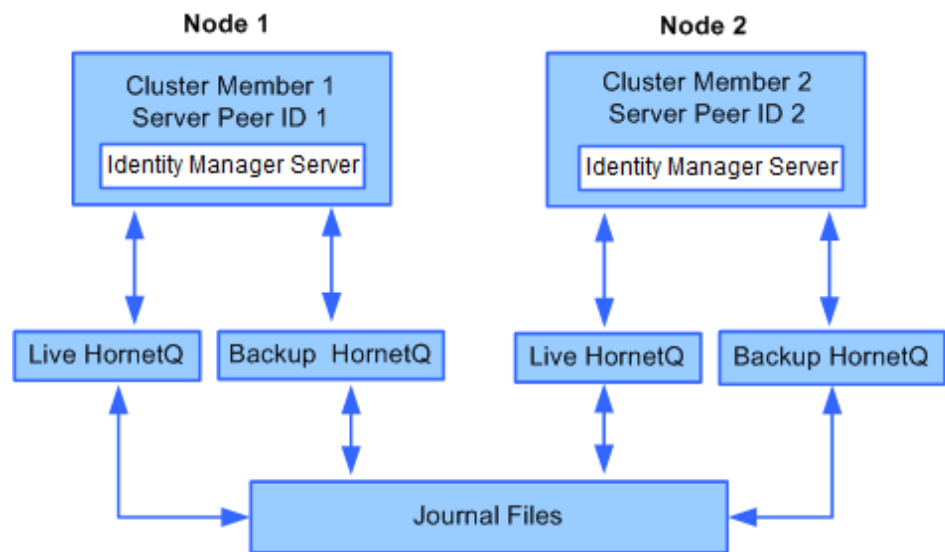 Node 1
Node 2
Cluster Member 1
Server Peer ID 1
Identity Manager Server
Cluster Member 2
Server Peer ID 2
Identity Manager Server
Live HornetQ
Backup HornetQ
Live HornetQ
Backup HornetQ
Journal Files